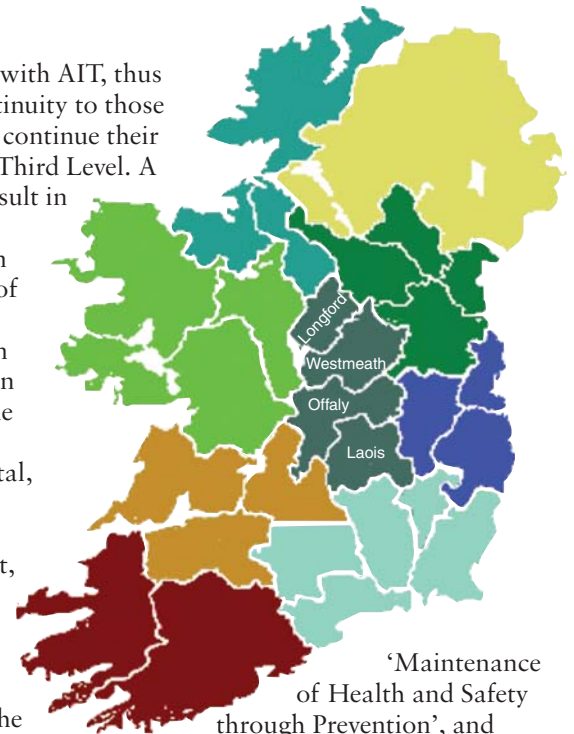 with AIT, thus
tinuity to those
continue their
Third Level. A
sult in
n
of
n
n
e
tal,
t,
he
Longford
Westmeath
Offaly
Laois
‘Maintenance
of Health and Safety
through Prevention’, and